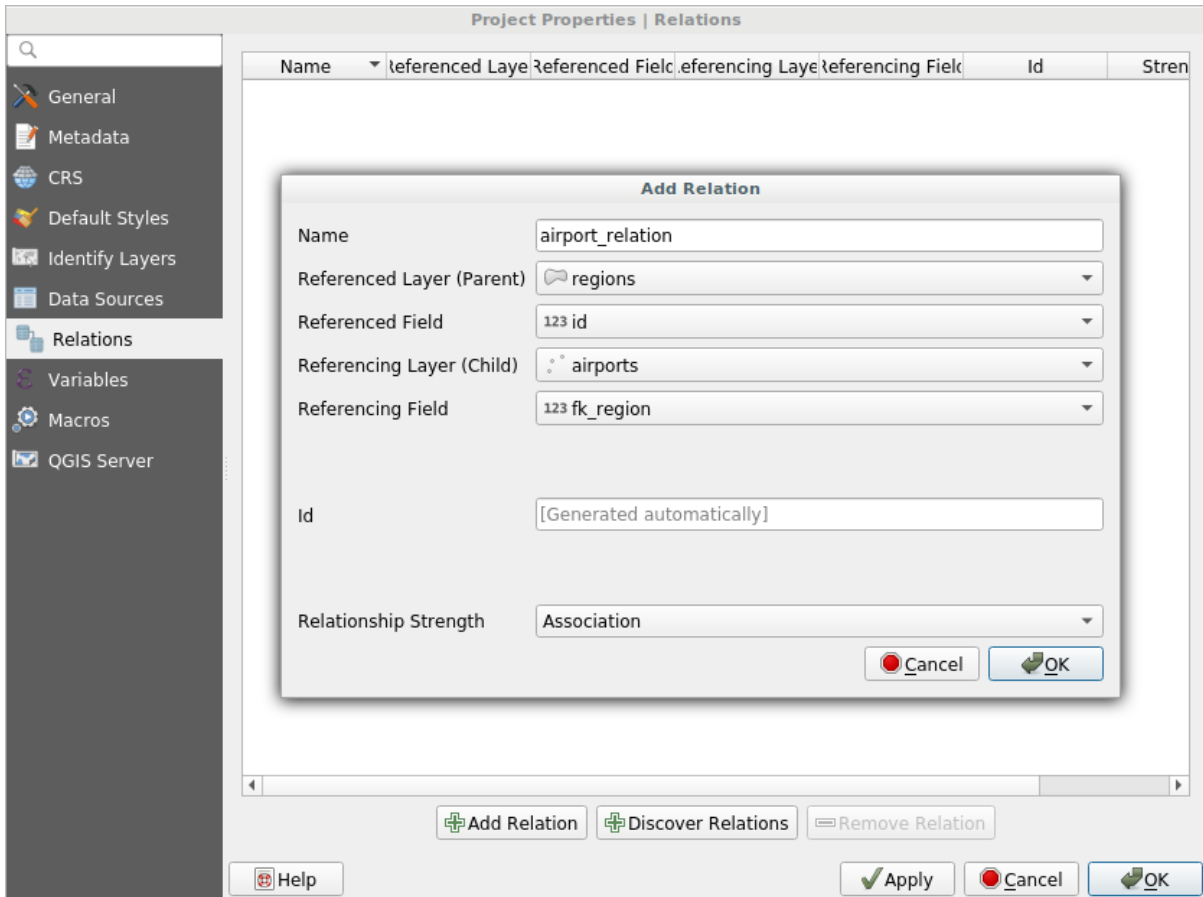 Project Properties | Relations
Name Referenced Laye Referenced Field eferencing Laye Referencing Field Id Stren
General
Metadata
CRS
Default Styles
Identify Layers
Data Sources
Relations
Variables
Macros
QGIS Server
Add Relation
Name airport_relation
Referenced Layer (Parent) regions
Referenced Field 123 id
Referencing Layer (Child) airports
Referencing Field 123 fk_region
Id [Generated automatically]
Relationship Strength Association
Cancel OK
Add Relation Discover Relations Remove Relation
Help Apply Cancel OK